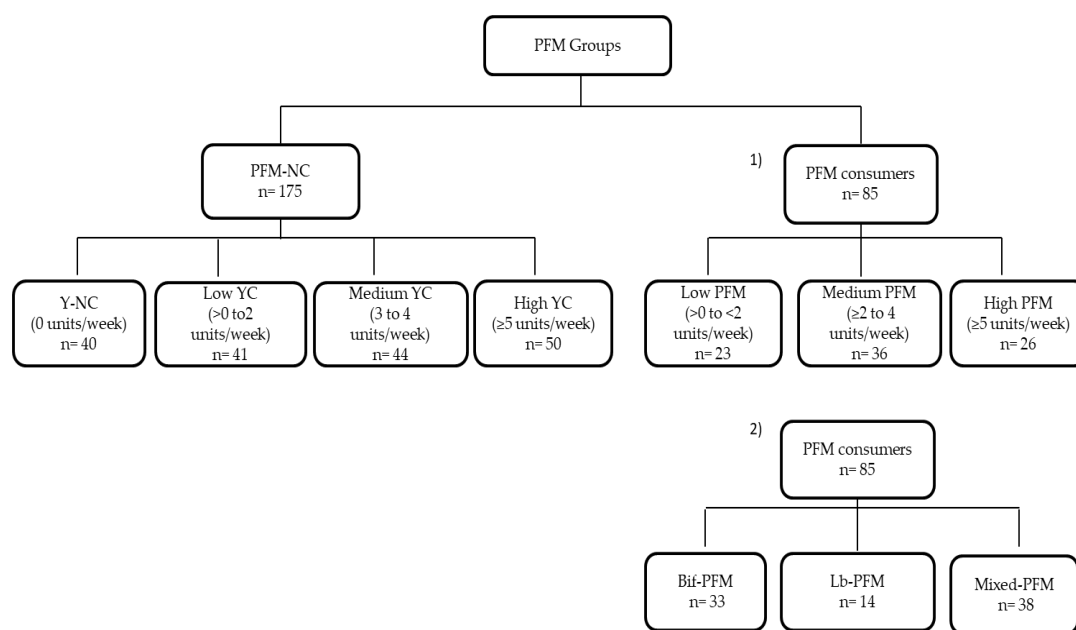 PFM Groups
PFM-NC
n= 175
1)
PFM consumers
n= 85
Y-NC
(0 units/week)
n= 40
Low YC
(>0 to2
units/week)
n= 41
Medium YC
(3 to 4
units/week)
n= 44
High YC
(≥5 units/week)
n= 50
Low PFM
(>0 to <2
units/week)
n= 23
Medium PFM
(≥2 to 4
units/week)
n= 36
High PFM
(≥5 units/week)
n= 26
2)
PFM consumers
n= 85
Bif-PFM
n= 33
Lb-PFM
n= 14
Mixed-PFM
n= 38